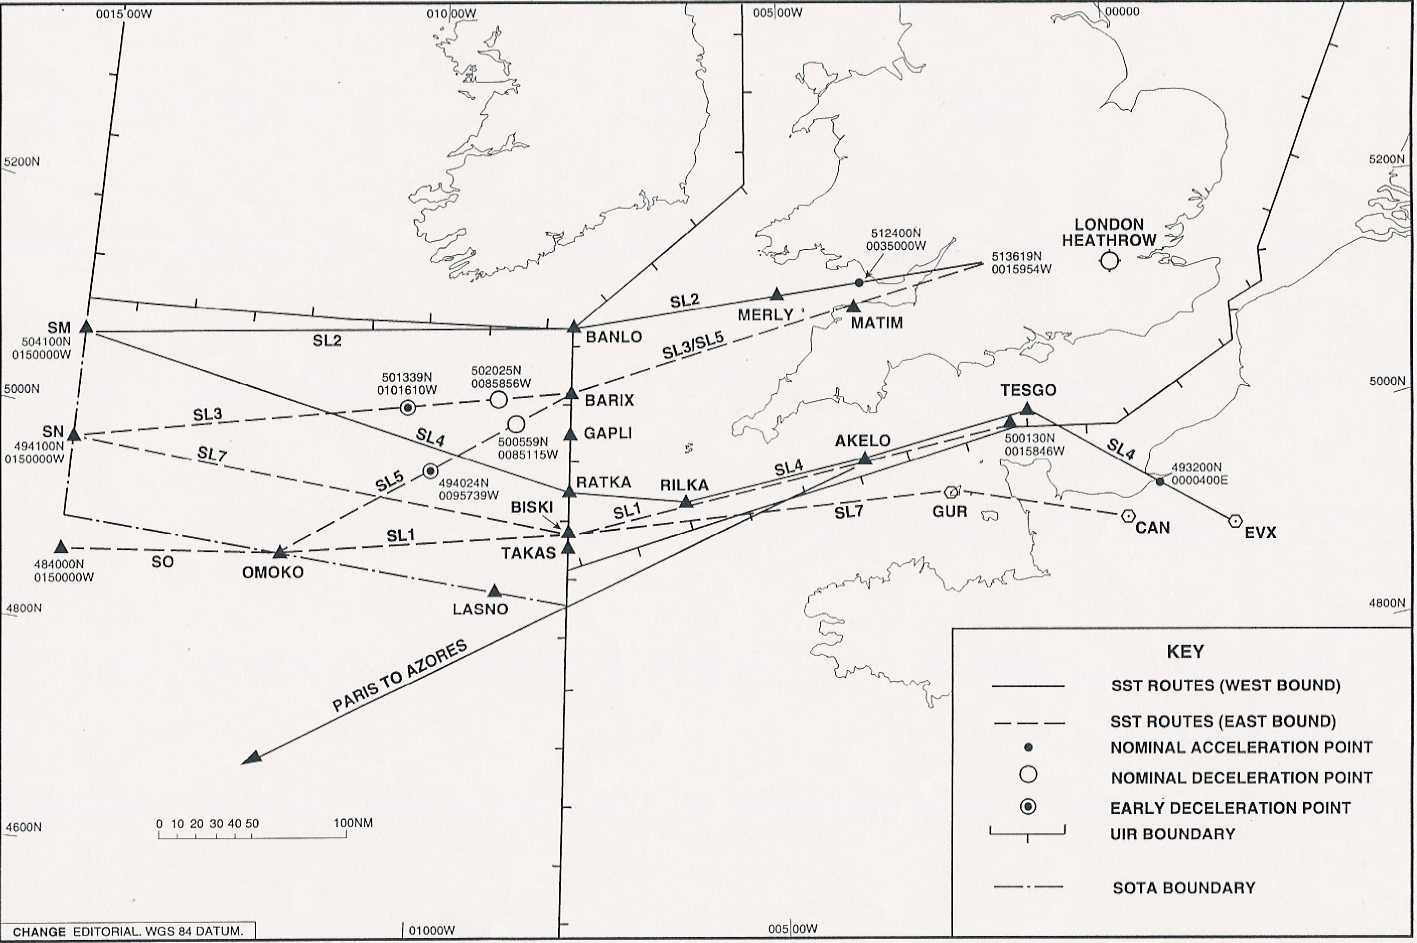 0015 00W
010 00W
005 00W
00000
5200N
5200N
LONDON
HEATHROW
512400N
0035000W
513619N
0015954W
SL2
MERLY
MATIM
SM
504100N
0150000W
SL2
BANLO
SL3/SL5
5000N
5000N
501339N
0101610W
502025N
0085856W
BARIX
TESGO
SL3
SN
494100N
0150000W
SL4
GAPLI
500559N
0085115W
AKELO
500130N
0015846W
SL4
SL7
SL5
494024N
0095739W
RATKA
RILKA
SL4
493200N
0000400E
BISKI
SL1
SL7
GUR
CAN
EVX
SL1
TAKAS
484000N
0150000W
SO
OMOKO
LASNO
4800N
4800N
PARIS TO AZORES
KEY
SST ROUTES (WEST BOUND)
SST ROUTES (EAST BOUND)
NOMINAL ACCELERATION POINT
NOMINAL DECELERATION POINT
EARLY DECELERATION POINT
UIR BOUNDARY
SOTA BOUNDARY
4600N
0 10 20 30 40 50 100NM
CHANGE EDITORIAL. WGS 84 DATUM.
01000W
005 00W